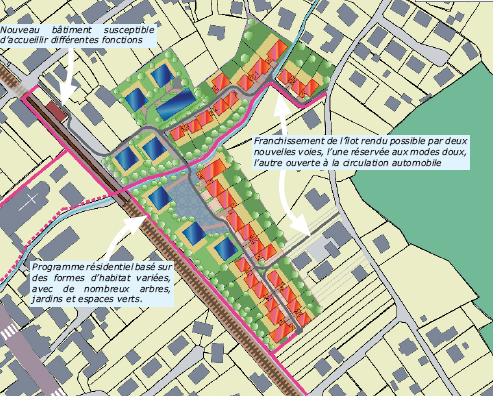 Nouveau bâtiment susceptible
d'accueillir différentes fonctions
Franchissement de l'îlot rendu possible par deux
nouvelles voies, l'une réservée aux modes doux,
l'autre ouverte à la circulation automobile
Programme résidentiel basé sur
des formes d'habitat variées,
avec de nombreux arbres,
jardins et espaces verts.